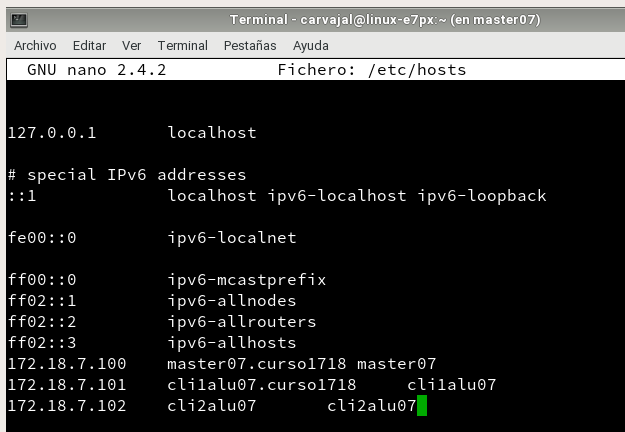 Terminal - carvajal@linux-e7px:~ (en master07)
Archivo Editar Ver Terminal Pestañas Ayuda
GNU nano 2.4.2 Fichero: /etc/hosts
127.0.0.1 localhost
# special IPv6 addresses
::1 localhost ipv6-localhost ipv6-loopback
fe00::0 ipv6-localnet
ff00::0 ipv6-mcastprefix
ff02::1 ipv6-allnodes
ff02::2 ipv6-allrouters
ff02::3 ipv6-allhosts
172.18.7.100 master07.curso1718 master07
172.18.7.101 cli1alu07.curso1718 cli1alu07
172.18.7.102 cli2alu07 cli2alu07